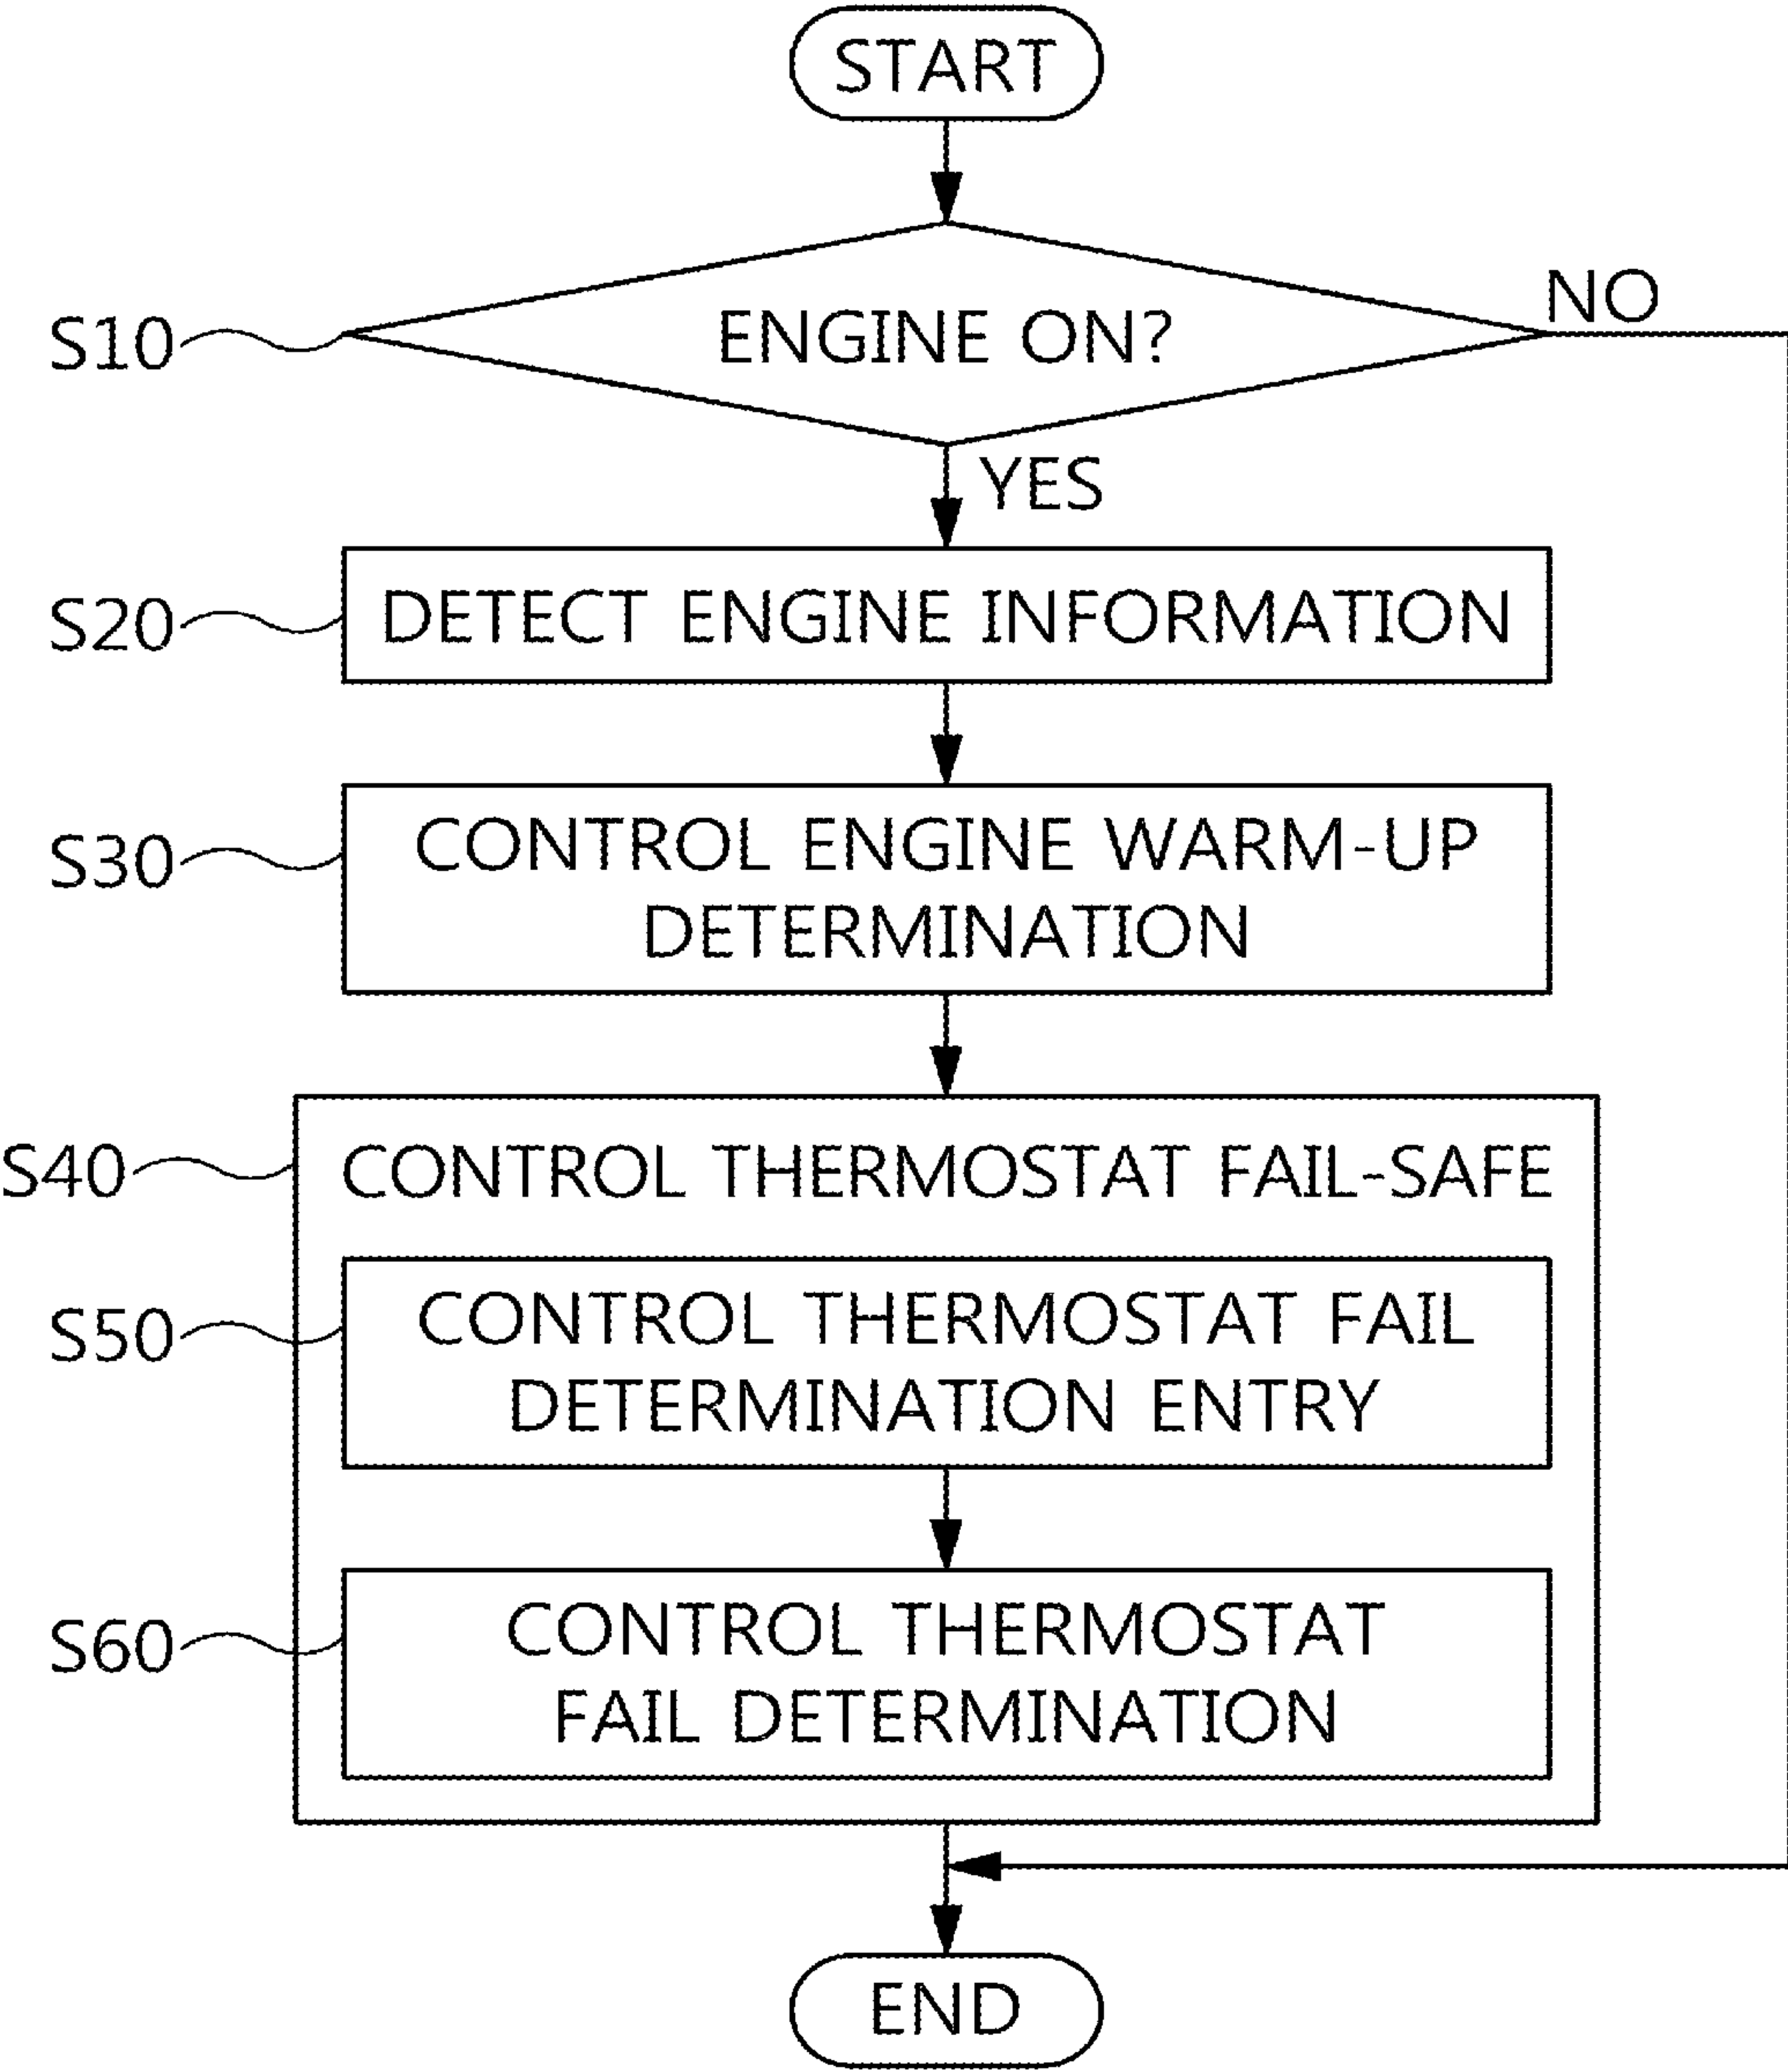 START
S10
ENGINE ON?
NO
YES
S20
DETECT ENGINE INFORMATION
S30
CONTROL ENGINE WARM-UP
DETERMINATION
S40
CONTROL THERMOSTAT FAIL-SAFE
S50
CONTROL THERMOSTAT FAIL
DETERMINATION ENTRY
S60
CONTROL THERMOSTAT
FAIL DETERMINATION
END